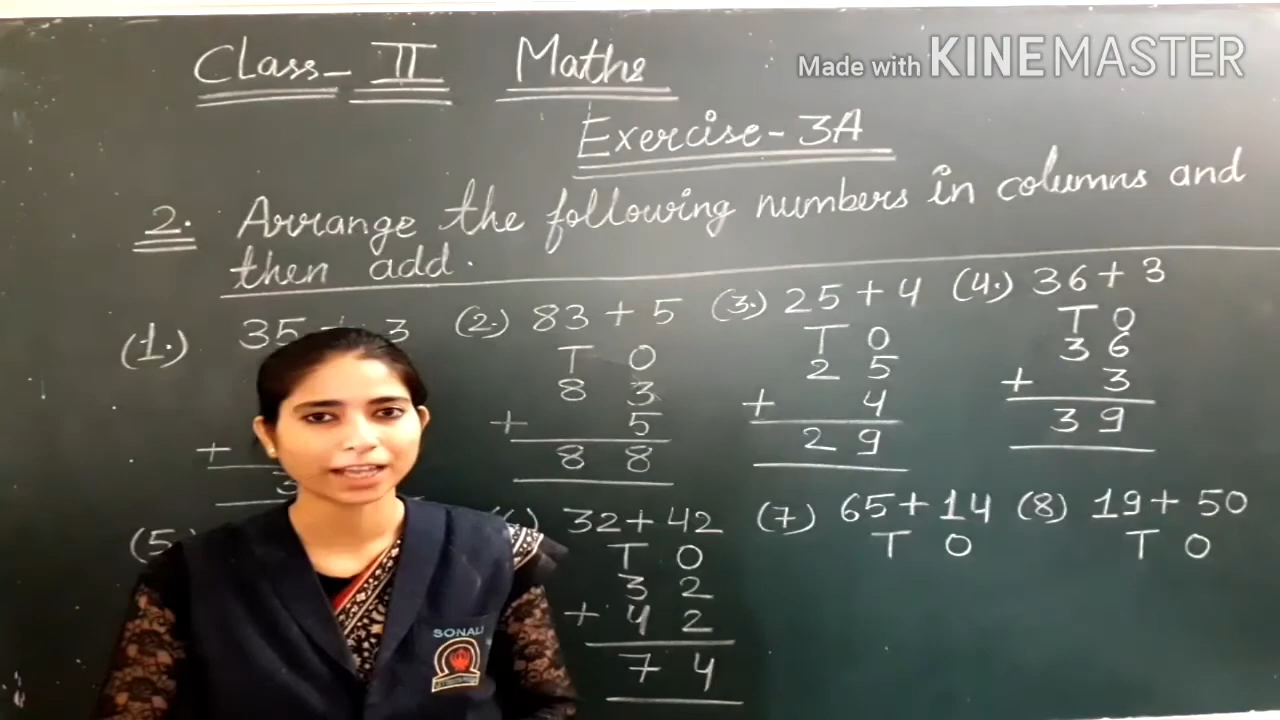 Class- II Maths
Made with KINEMASTER
Exercise-3A
2. Arrange the following numbers in columns and
then add.
(1.) 35 + 3
+
3
(2.) 83 + 5
T O
8 3
+ 5
8 8
(3.) 25 + 4
T O
2 5
+ 4
2 9
(4.) 36 + 3
T O
3 6
+ 3
3 9
(5
32 + 42
T O
3 2
+ 4 2
7 4
(7) 65 + 14
T O
(8) 19 + 50
T O
SONALI